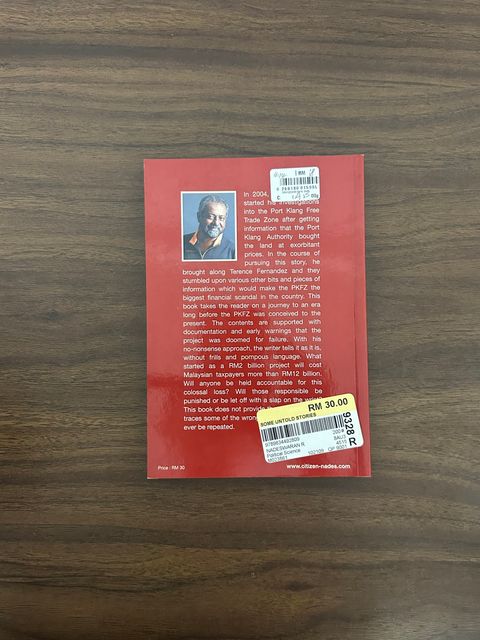 In 2004,
started his investigations
into the Port Klang Free
Trade Zone after getting
information that the Port
Klang Authority bought
the land at exorbitant
prices. In the course of
pursuing this story, he
brought along Terence Fernandez and they
stumbled upon various other bits and pieces of
information which would make the PKFZ the
biggest financial scandal in the country. This
book takes the reader on a journey to an era
long before the PKFZ was conceived to the
present. The contents are supported with
documentation and early warnings that the
project was doomed for failure. With his
no-nonsense approach, the writer tells it as it is,
without frills and pompous language. What
started as a RM2 billion project will cost
Malaysian taxpayers more than RM12 billion.
Will anyone be held accountable for this
colossal loss? Will those responsible be
punished or be let off with a slap on the
This book does not provide
traces some of the wrong
ever be repeated.
RM 30.00
SOME UNTOLD STORIES
9328 R
NADESWARAN R
Political Science
Price : RM 30
www.citizen-nades.com